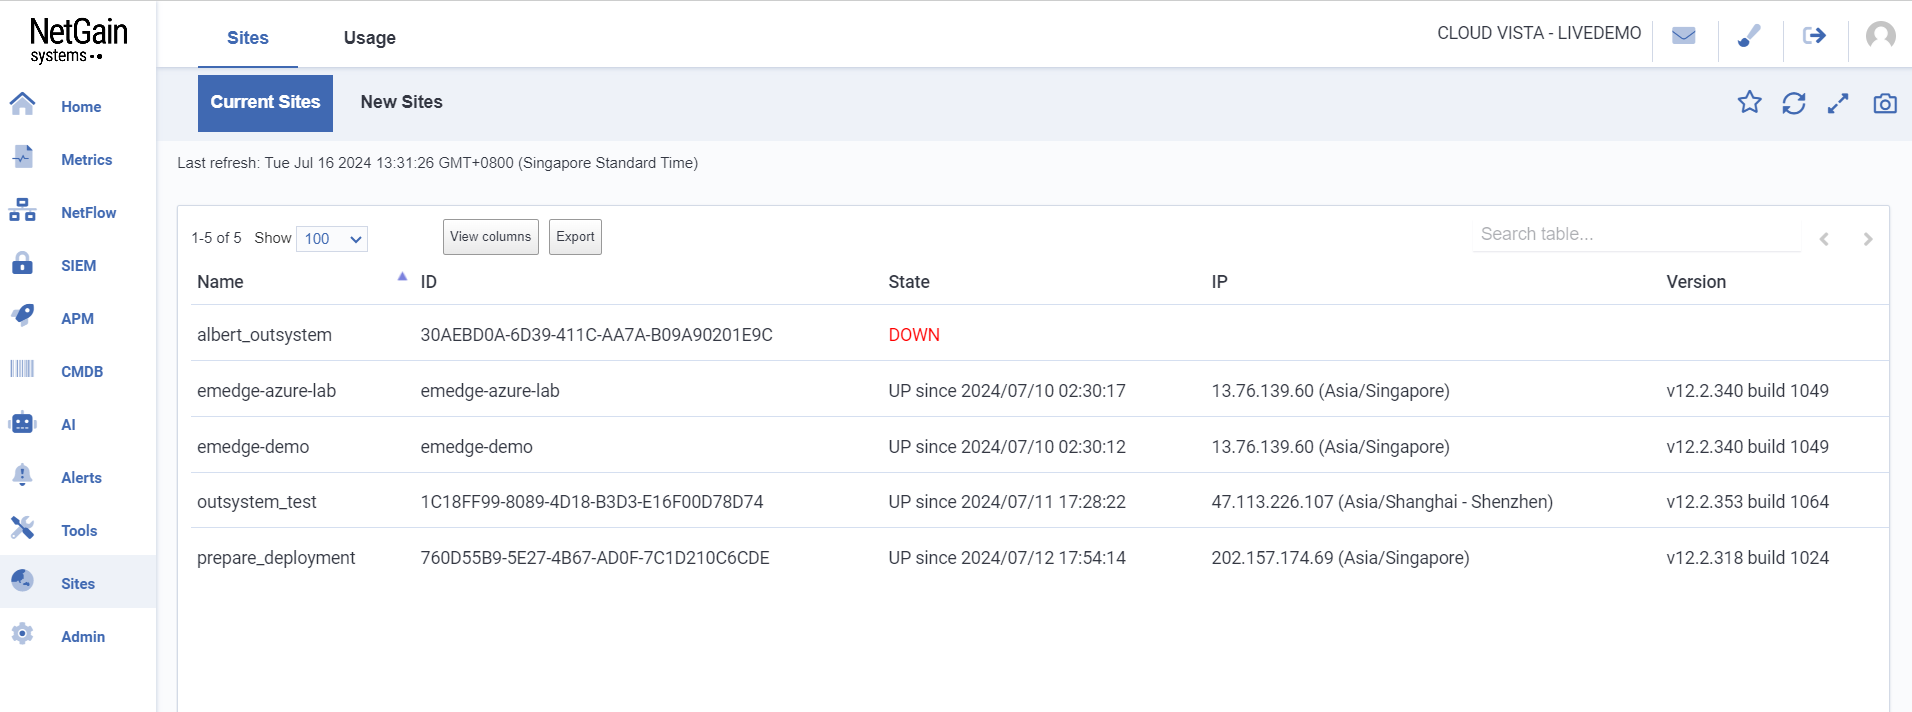 NetGain
systems
Sites Usage
CLOUD VISTA - LIVEDEMO
Home
Metrics
NetFlow
SIEM
APM
CMDB
AI
Alerts
Tools
Sites
Admin
Current Sites New Sites
Last refresh: Tue Jul 16 2024 13:31:26 GMT+0800 (Singapore Standard Time)
1-5 of 5 Show 100 View columns Export Search table...
Name ID State IP Version
albert_outsystem 30AEBD0A-6D39-411C-AA7A-B09A90201E9C DOWN
emedge-azure-lab emedge-azure-lab UP since 2024/07/10 02:30:17 13.76.139.60 (Asia/Singapore) v12.2.340 build 1049
emedge-demo emedge-demo UP since 2024/07/10 02:30:12 13.76.139.60 (Asia/Singapore) v12.2.340 build 1049
outsystem_test 1C18FF99-8089-4D18-B3D3-E16F00D78D74 UP since 2024/07/11 17:28:22 47.113.226.107 (Asia/Shanghai - Shenzhen) v12.2.353 build 1064
prepare_deployment 760D55B9-5E27-4B67-AD0F-7C1D210C6CDE UP since 2024/07/12 17:54:14 202.157.174.69 (Asia/Singapore) v12.2.318 build 1024